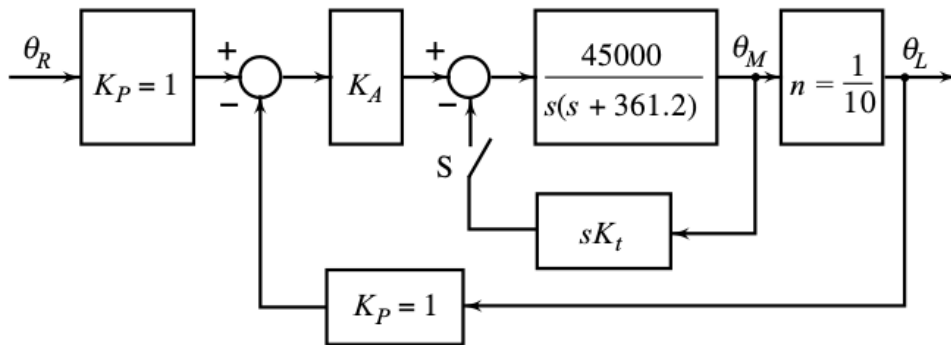 θ_R
K_P = 1
+
−
K_A
+
−
45000
s(s + 361.2)
θ_M
n = 1/10
θ_L
S
sK_t
K_P = 1